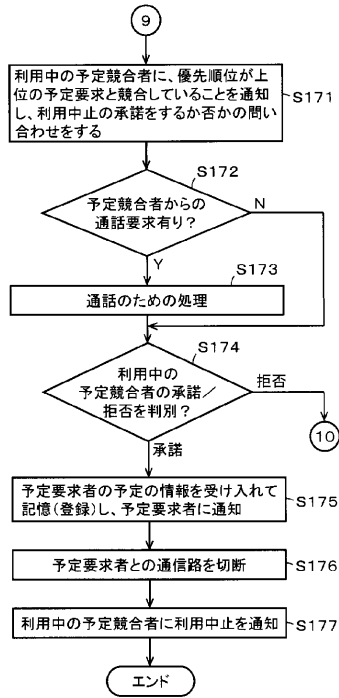 9
利用中の予定競合者に、優先順位が上
位の予定要求と競合していることを通知
し、利用中止の承諾をするか否かの問い
合わせをする
S171
S172
予定競合者からの
通話要求有り？
N
Y
S173
通話のための処理
S174
利用中の
予定競合者の承諾／
拒否を判別？
拒否
10
承諾
予定要求者の予定の情報を受け入れて
記憶(登録)し、予定要求者に通知
S175
予定要求者との通信路を切断
S176
利用中の予定競合者に利用中止を通知
S177
エンド